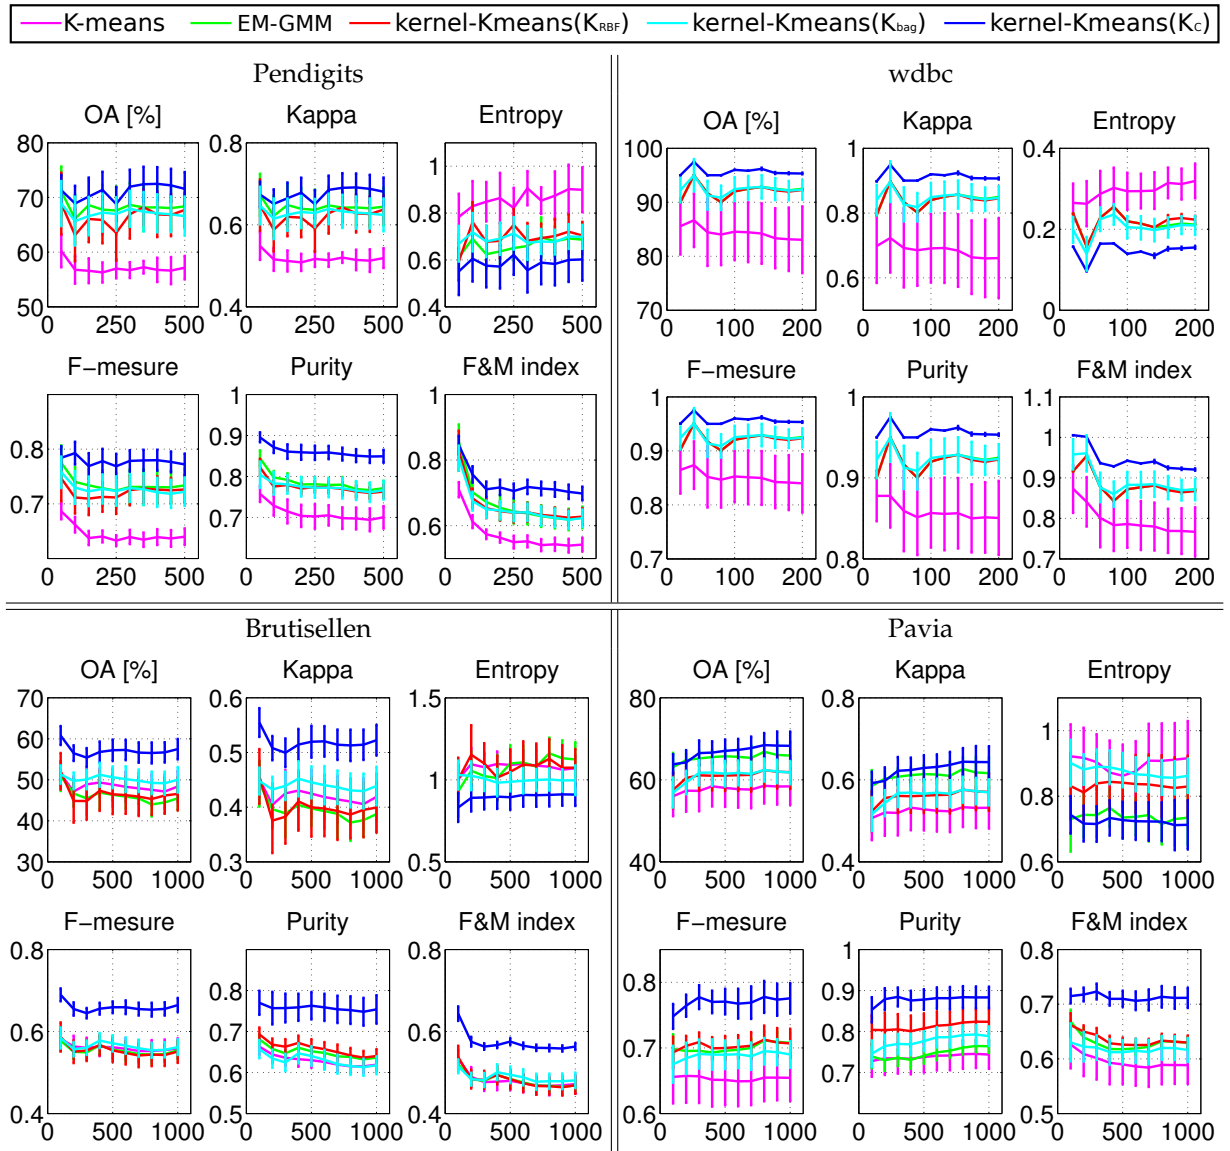 K-means EM-GMM kernel-Kmeans(KRBF) kernel-Kmeans(Kbag) kernel-Kmeans(KC)
Pendigits
OA [%] Kappa Entropy
80 70 60 50
0 250 500
0.8 0.6 0.4
0 250 500
1 0.8 0.6 0.4
0 250 500
F−mesure Purity F&M index
0.8 0.7
0 250 500
1 0.9 0.8 0.7
0 250 500
1 0.8 0.6
0 250 500
wdbc
OA [%] Kappa Entropy
100 90 80 70
0 100 200
1 0.8 0.6
0 100 200
0.4 0.2 0
0 100 200
F−mesure Purity F&M index
1 0.9 0.8 0.7
0 100 200
1 0.9 0.8
0 100 200
1.1 1 0.9 0.8 0.7
0 100 200
Brutisellen
OA [%] Kappa Entropy
70 60 50 40 30
0 500 1000
0.6 0.5 0.4 0.3
0 500 1000
1.5 1 0.5
0 500 1000
F−mesure Purity F&M index
0.8 0.6 0.4
0 500 1000
0.9 0.8 0.7 0.6 0.5
0 500 1000
0.8 0.6 0.4
0 500 1000
Pavia
OA [%] Kappa Entropy
80 60 40
0 500 1000
0.8 0.6 0.4
0 500 1000
1 0.8 0.6
0 500 1000
F−mesure Purity F&M index
0.8 0.7 0.6
0 500 1000
1 0.9 0.8 0.7
0 500 1000
0.8 0.7 0.6 0.5
0 500 1000